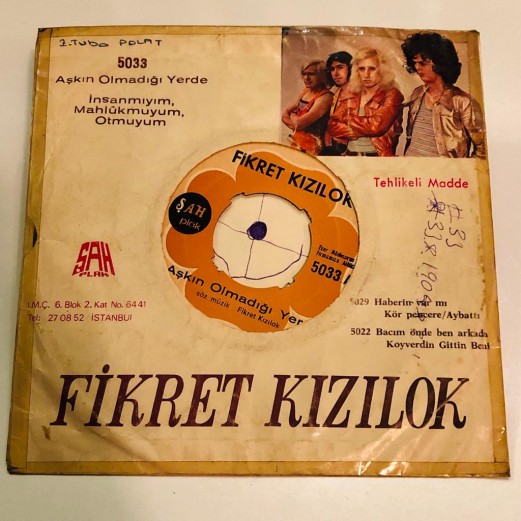 1. Tuba POLAT
5033
Aşkın Olmadığı Yerde
İnsanmıyım,
Mahlûkmuyum,
Otmuyum
Tehlikeli Madde
FİKRET KIZILOK
ŞAH
plak
5033
Aşkın Olmadığı Yer
söz müzik Fikret Kızılok
ŞAH
PLAK
İ.M.Ç. 6. Blok 2. Kat No. 6441
Tel: 27 08 52 İSTANBUL
5029 Haberin var mı
Kör pencere/Aybattı
5022 Bacım önde ben arkada
Koyverdin Gittin Beni
FİKRET KIZILOK